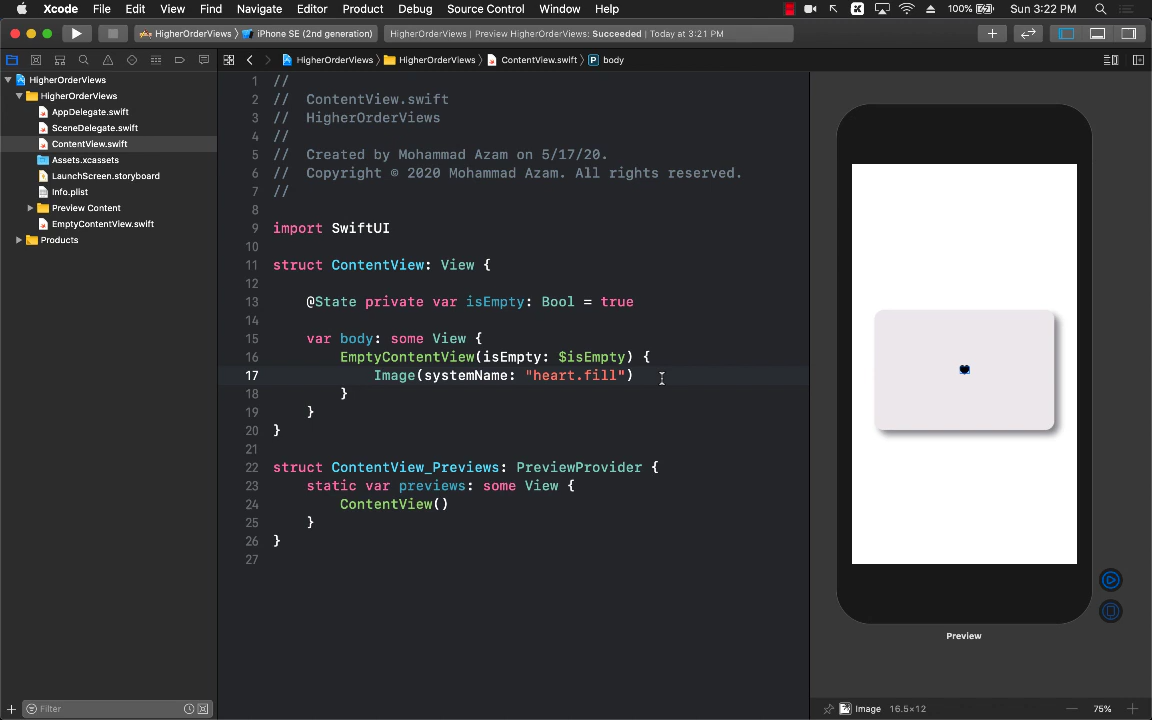 Xcode File Edit View Find Navigate Editor Product Debug Source Control Window Help 100% Sun 3:22 PM
HigherOrderViews iPhone SE (2nd generation) HigherOrderViews | Preview HigherOrderViews: Succeeded | Today at 3:21 PM
HigherOrderViews HigherOrderViews ContentView.swift P body
HigherOrderViews
HigherOrderViews
AppDelegate.swift
SceneDelegate.swift
ContentView.swift
Assets.xcassets
LaunchScreen.storyboard
Info.plist
Preview Content
EmptyContentView.swift
Products
1 //
2 // ContentView.swift
3 // HigherOrderViews
4 //
5 // Created by Mohammad Azam on 5/17/20.
6 // Copyright © 2020 Mohammad Azam. All rights reserved.
7 //
8
9 import SwiftUI
10
11 struct ContentView: View {
12
13 @State private var isEmpty: Bool = true
14
15 var body: some View {
16 EmptyContentView(isEmpty: $isEmpty) {
17 Image(systemName: "heart.fill")
18 }
19 }
20 }
21
22 struct ContentView_Previews: PreviewProvider {
23 static var previews: some View {
24 ContentView()
25 }
26 }
27
Preview
Filter
Image 16.5×12 75%